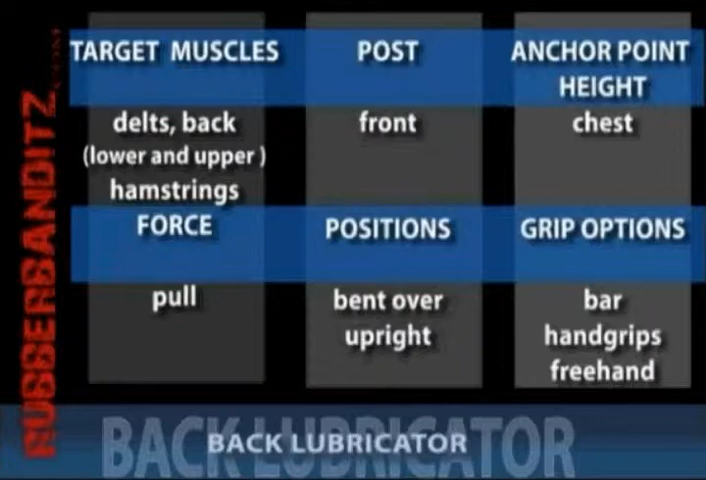 RUBBERBANDITZ.COM
TARGET MUSCLES
POST
ANCHOR POINT
HEIGHT
delts, back
(lower and upper )
hamstrings
front
chest
FORCE
POSITIONS
GRIP OPTIONS
pull
bent over
upright
bar
handgrips
freehand
BACK LUBRICATOR
BACK LUBRICATOR